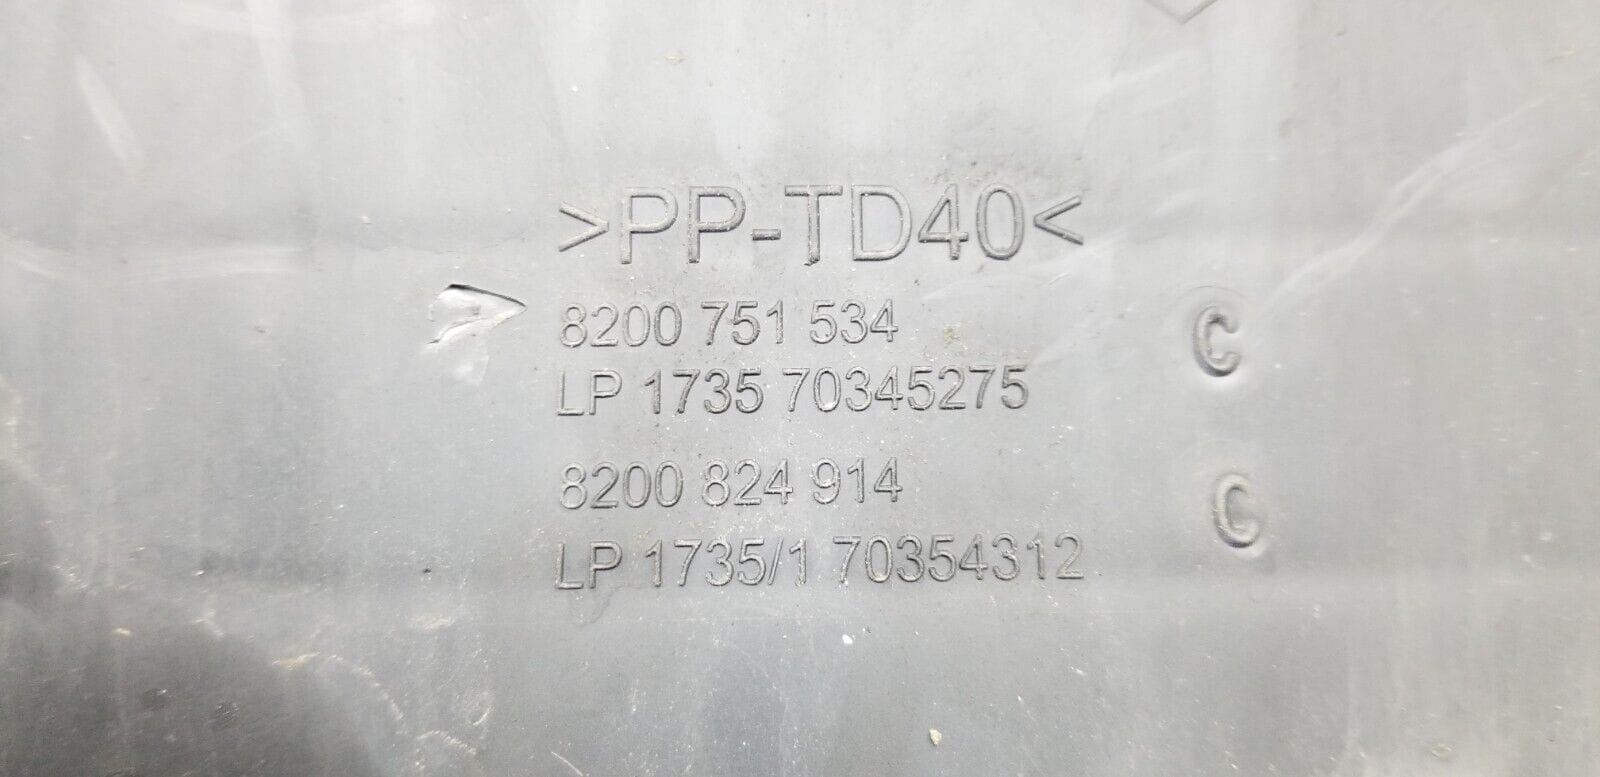 >PP-TD40<
8200 751 534 C
LP 1735 70345275
8200 824 914 C
LP 1735/1 70354312